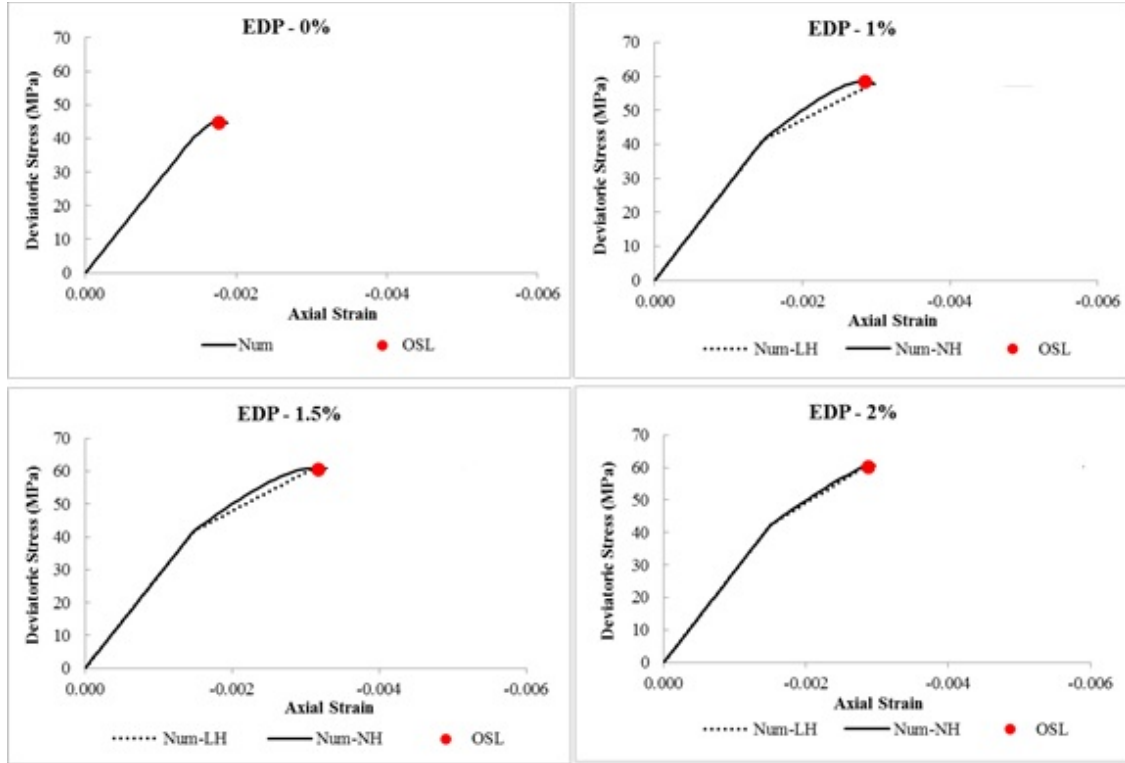 EDP - 0%
Deviatoric Stress (MPa)
70
60
50
40
30
20
10
0
0.000 -0.002 -0.004 -0.006
Axial Strain
Num OSL
EDP - 1%
Deviatoric Stress (MPa)
70
60
50
40
30
20
10
0
0.000 -0.002 -0.004 -0.006
Axial Strain
Num-LH Num-NH OSL
EDP - 1.5%
Deviatoric Stress (MPa)
70
60
50
40
30
20
10
0
0.000 -0.002 -0.004 -0.006
Axial Strain
Num-LH Num-NH OSL
EDP - 2%
Deviatoric Stress (MPa)
70
60
50
40
30
20
10
0
0.000 -0.002 -0.004 -0.006
Axial Strain
Num-LH Num-NH OSL